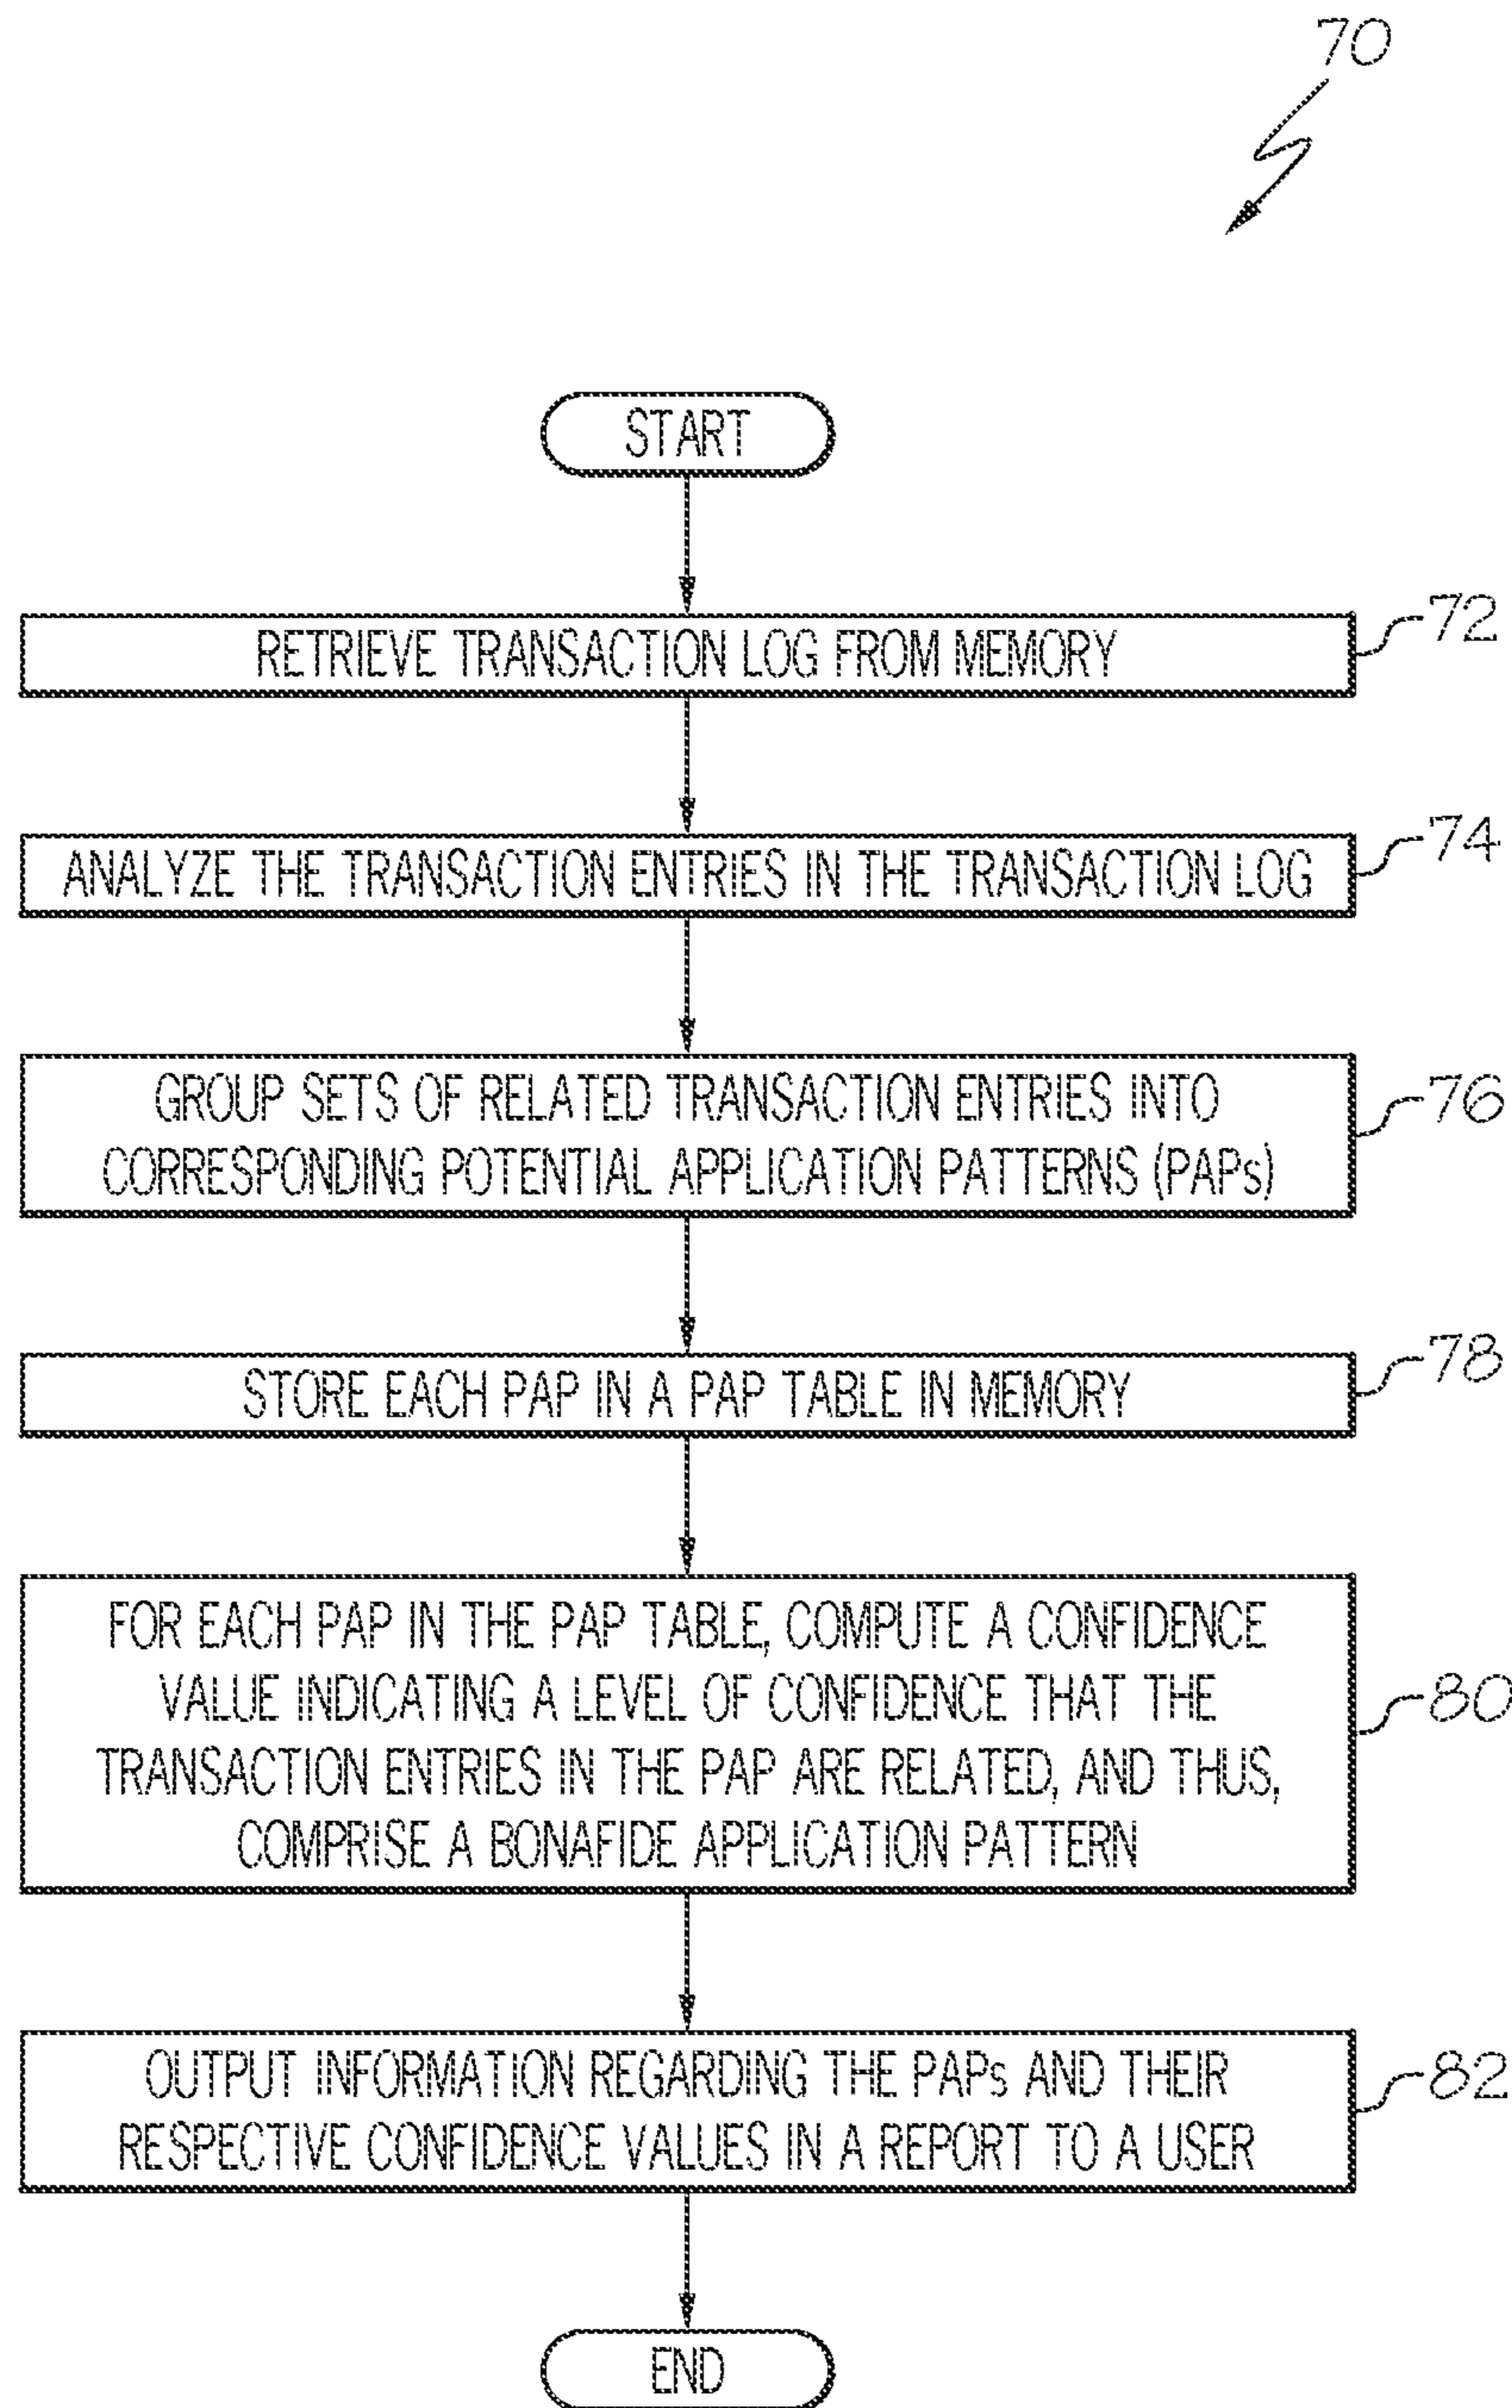 70
START
RETRIEVE TRANSACTION LOG FROM MEMORY
72
ANALYZE THE TRANSACTION ENTRIES IN THE TRANSACTION LOG
74
GROUP SETS OF RELATED TRANSACTION ENTRIES INTO
CORRESPONDING POTENTIAL APPLICATION PATTERNS (PAPs)
76
STORE EACH PAP IN A PAP TABLE IN MEMORY
78
FOR EACH PAP IN THE PAP TABLE, COMPUTE A CONFIDENCE
VALUE INDICATING A LEVEL OF CONFIDENCE THAT THE
TRANSACTION ENTRIES IN THE PAP ARE RELATED, AND THUS,
COMPRISE A BONAFIDE APPLICATION PATTERN
80
OUTPUT INFORMATION REGARDING THE PAPs AND THEIR
RESPECTIVE CONFIDENCE VALUES IN A REPORT TO A USER
82
END